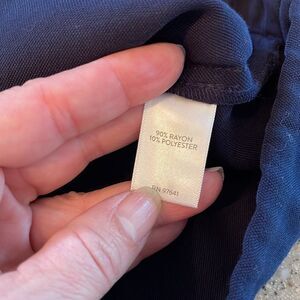 90% RAYON
10% POLYESTER
RN 97641